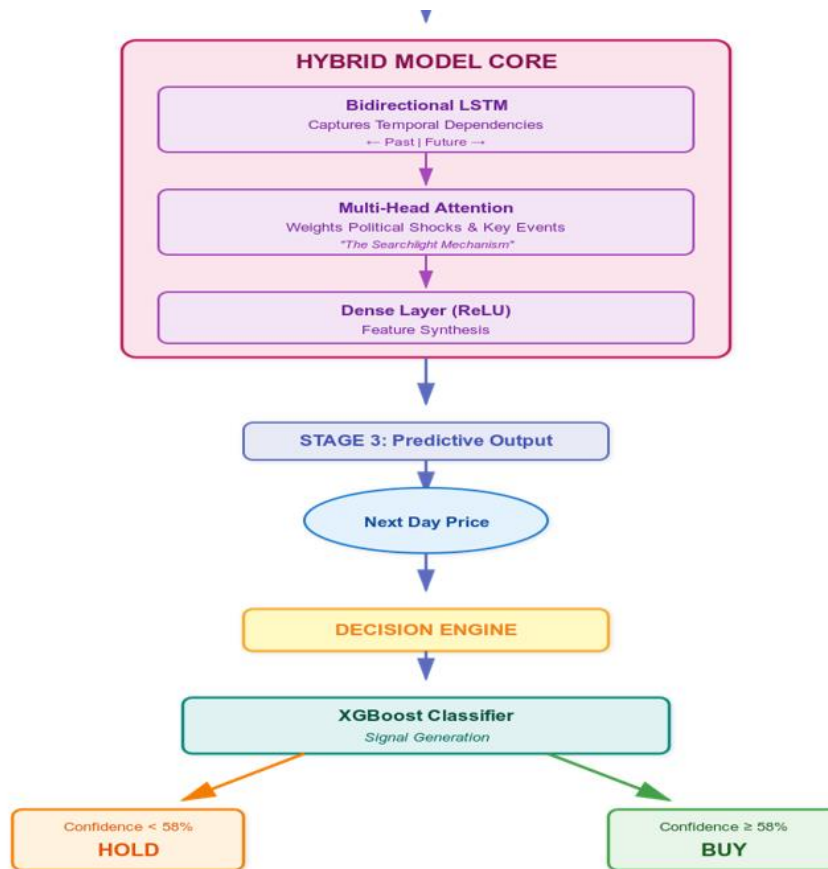 HYBRID MODEL CORE
Bidirectional LSTM
Captures Temporal Dependencies
← Past | Future →
Multi-Head Attention
Weights Political Shocks & Key Events
"The Searchlight Mechanism"
Dense Layer (ReLU)
Feature Synthesis
STAGE 3: Predictive Output
Next Day Price
DECISION ENGINE
XGBoost Classifier
Signal Generation
Confidence < 58%
HOLD
Confidence ≥ 58%
BUY